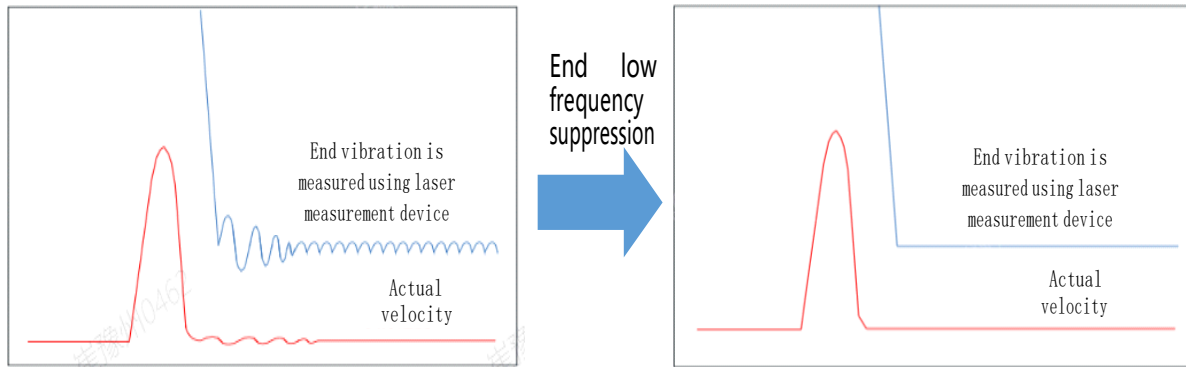 End vibration is
measured using laser
measurement device
Actual
velocity
End low
frequency
suppression
End vibration is
measured using laser
measurement device
Actual
velocity